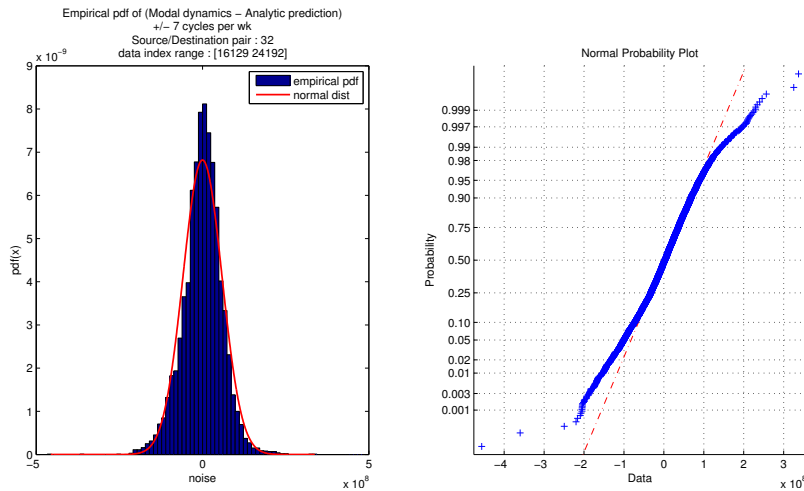 Empirical pdf of (Modal dynamics − Analytic prediction)
+/− 7 cycles per wk
Source/Destination pair : 32
data index range : [16129 24192]
x 10^−9
9
8
7
6
5
4
3
2
1
0
pdf(x)
−5
0
5
noise
x 10^8
empirical pdf
normal dist
Normal Probability Plot
0.999
0.997
0.99
0.98
0.95
0.90
0.75
0.50
0.25
0.10
0.05
0.02
0.01
0.003
0.001
Probability
−4
−3
−2
−1
0
1
2
3
Data
x 10^8